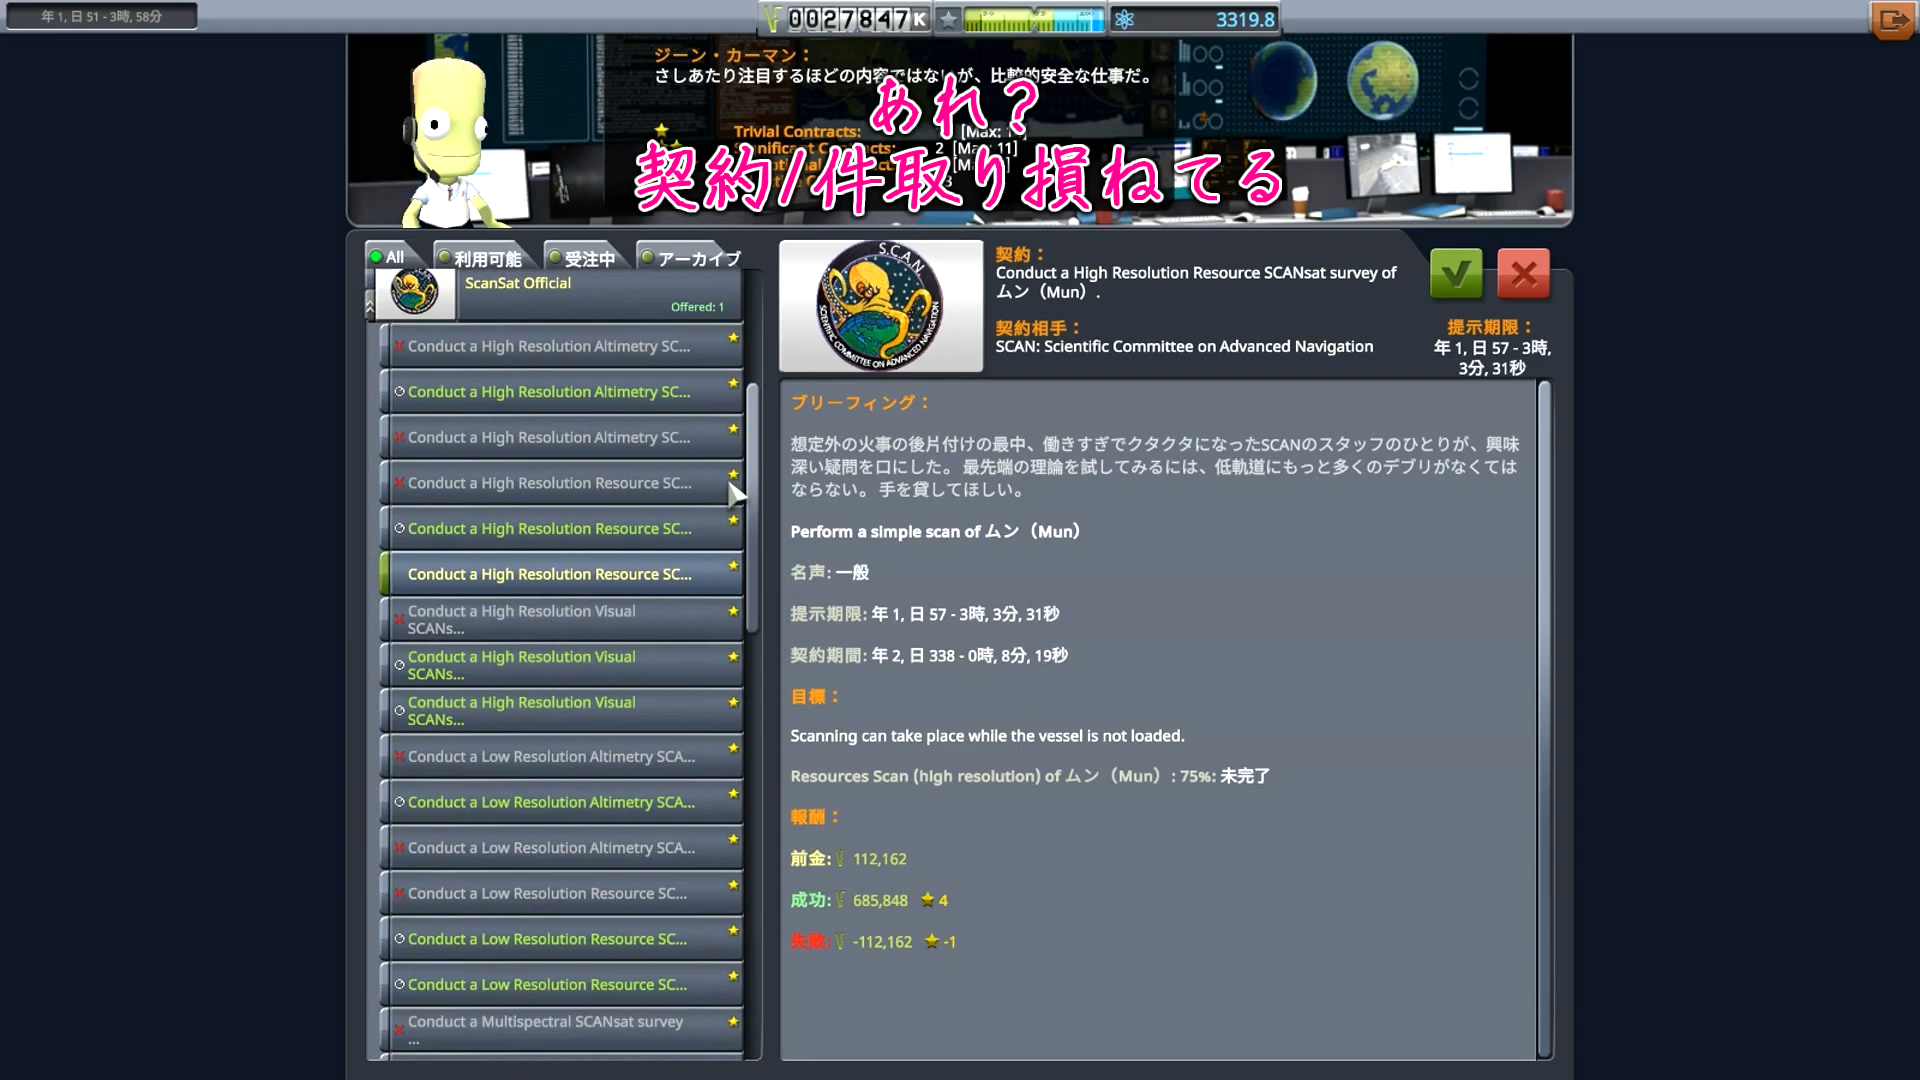 年 1, 日 51 - 3時, 58分
0027847K
3319.8
ジーン・カーマン：
さしあたり注目するほどの内容ではないが、比較的安全な仕事だ。
あれ？
Trivial Contracts:
[Max:
2 [Max: 11]
契約/件取り損ねてる
All
利用可能
受注中
アーカイブ
ScanSat Official
Offered: 1
Conduct a High Resolution Altimetry SC...
Conduct a High Resolution Altimetry SC...
Conduct a High Resolution Altimetry SC...
Conduct a High Resolution Resource SC...
Conduct a High Resolution Resource SC...
Conduct a High Resolution Resource SC...
Conduct a High Resolution Visual
SCANs...
Conduct a High Resolution Visual
SCANs...
Conduct a High Resolution Visual
SCANs...
Conduct a Low Resolution Altimetry SCA...
Conduct a Low Resolution Altimetry SCA...
Conduct a Low Resolution Altimetry SCA...
Conduct a Low Resolution Resource SC...
Conduct a Low Resolution Resource SC...
Conduct a Low Resolution Resource SC...
Conduct a Multispectral SCANsat survey
...
S.C.A.N
SCIENTIFIC COMMITTEE ON ADVANCED NAVIGATION
契約：
Conduct a High Resolution Resource SCANsat survey of
ムン（Mun）.
契約相手：
SCAN: Scientific Committee on Advanced Navigation
提示期限：
年 1, 日 57 - 3時,
3分, 31秒
ブリーフィング：
想定外の火事の後片付けの最中、働きすぎでクタクタになったSCANのスタッフのひとりが、興味
深い疑問を口にした。 最先端の理論を試してみるには、低軌道にもっと多くのデブリがなくては
ならない。 手を貸してほしい。
Perform a simple scan of ムン（Mun）
名声: 一般
提示期限: 年 1, 日 57 - 3時, 3分, 31秒
契約期間: 年 2, 日 338 - 0時, 8分, 19秒
目標：
Scanning can take place while the vessel is not loaded.
Resources Scan (high resolution) of ムン（Mun）: 75%: 未完了
報酬：
前金: 112,162
成功: 685,848 4
失敗: -112,162 -1